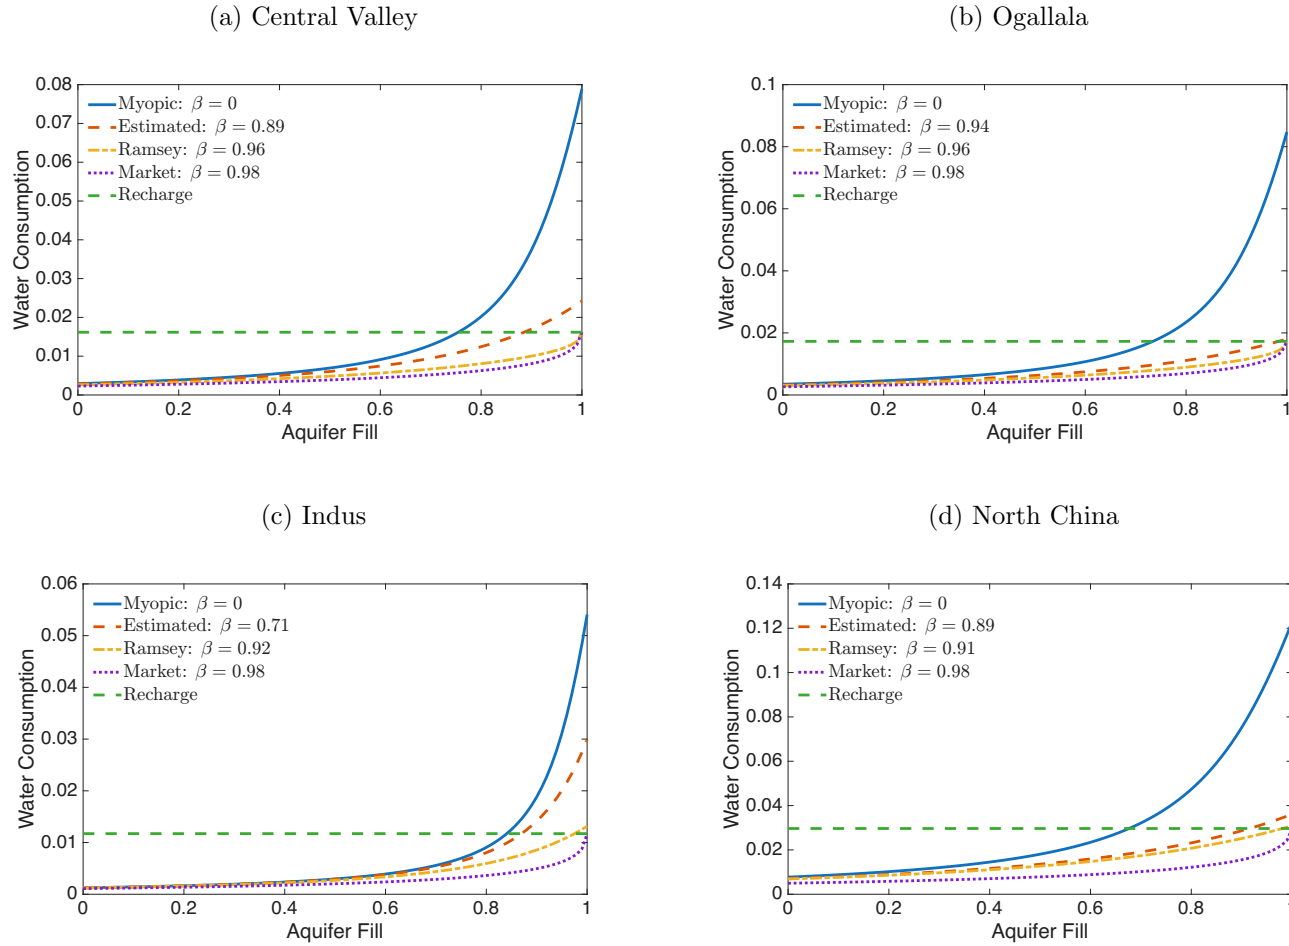 (a) Central Valley
0.08
0.07
0.06
0.05
0.04
0.03
0.02
0.01
0
Water Consumption
Myopic: β = 0
Estimated: β = 0.89
Ramsey: β = 0.96
Market: β = 0.98
Recharge
0 0.2 0.4 0.6 0.8 1
Aquifer Fill
(b) Ogallala
0.1
0.08
0.06
0.04
0.02
0
Water Consumption
Myopic: β = 0
Estimated: β = 0.94
Ramsey: β = 0.96
Market: β = 0.98
Recharge
0 0.2 0.4 0.6 0.8 1
Aquifer Fill
(c) Indus
0.06
0.05
0.04
0.03
0.02
0.01
0
Water Consumption
Myopic: β = 0
Estimated: β = 0.71
Ramsey: β = 0.92
Market: β = 0.98
Recharge
0 0.2 0.4 0.6 0.8 1
Aquifer Fill
(d) North China
0.14
0.12
0.1
0.08
0.06
0.04
0.02
0
Water Consumption
Myopic: β = 0
Estimated: β = 0.89
Ramsey: β = 0.91
Market: β = 0.98
Recharge
0 0.2 0.4 0.6 0.8 1
Aquifer Fill